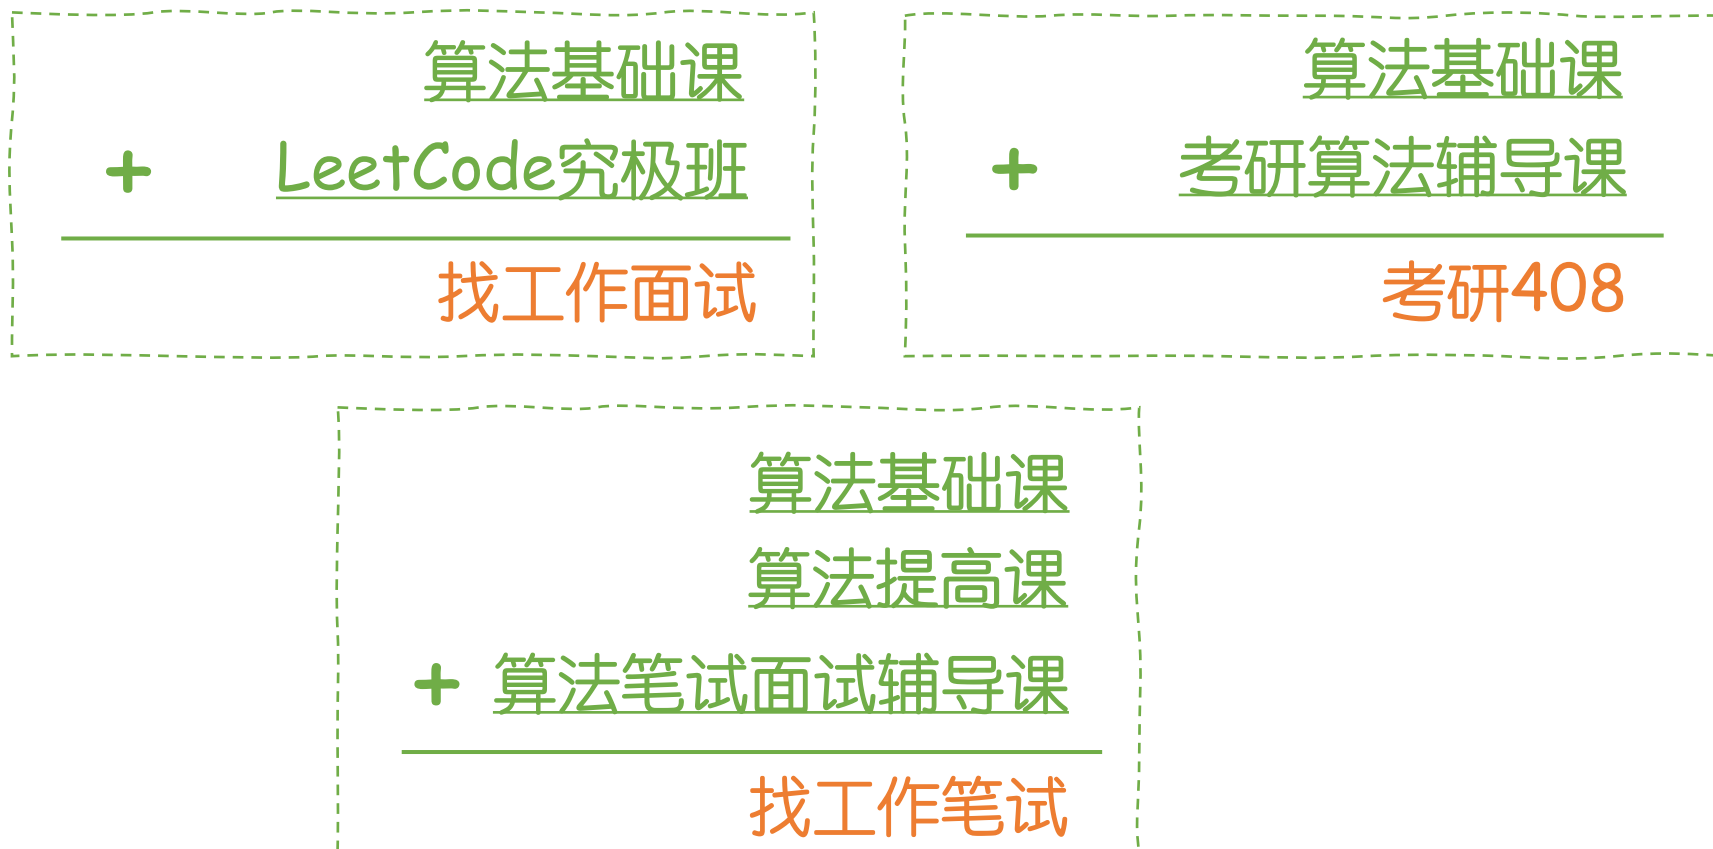 算法基础课
+ LeetCode究极班
找工作面试
算法基础课
+ 考研算法辅导课
考研408
算法基础课
算法提高课
+ 算法笔试面试辅导课
找工作笔试